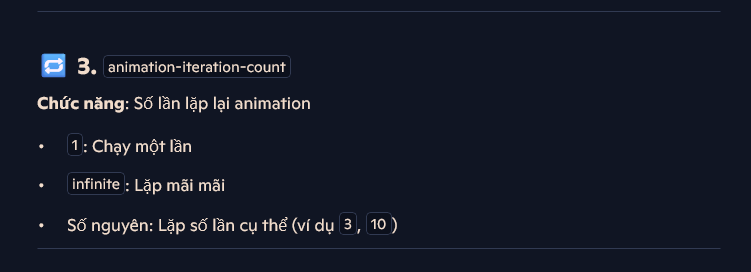 🔁 3. animation-iteration-count
Chức năng: Số lần lặp lại animation
• 1: Chạy một lần
• infinite: Lặp mãi mãi
• Số nguyên: Lặp số lần cụ thể (ví dụ 3, 10)